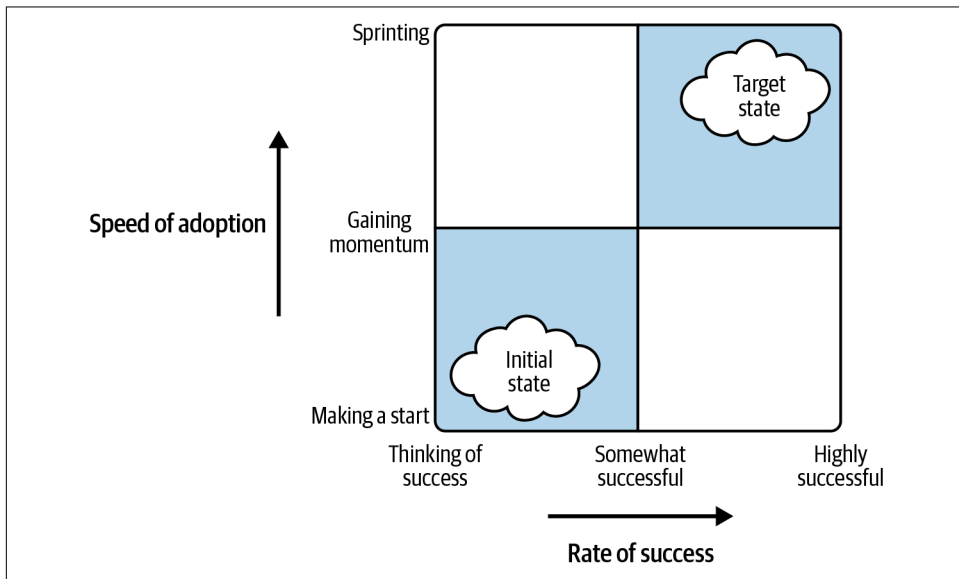 Sprinting
Target
state
Speed of adoption
Gaining
momentum
Initial
state
Making a start
Thinking of
success
Somewhat
successful
Highly
successful
Rate of success